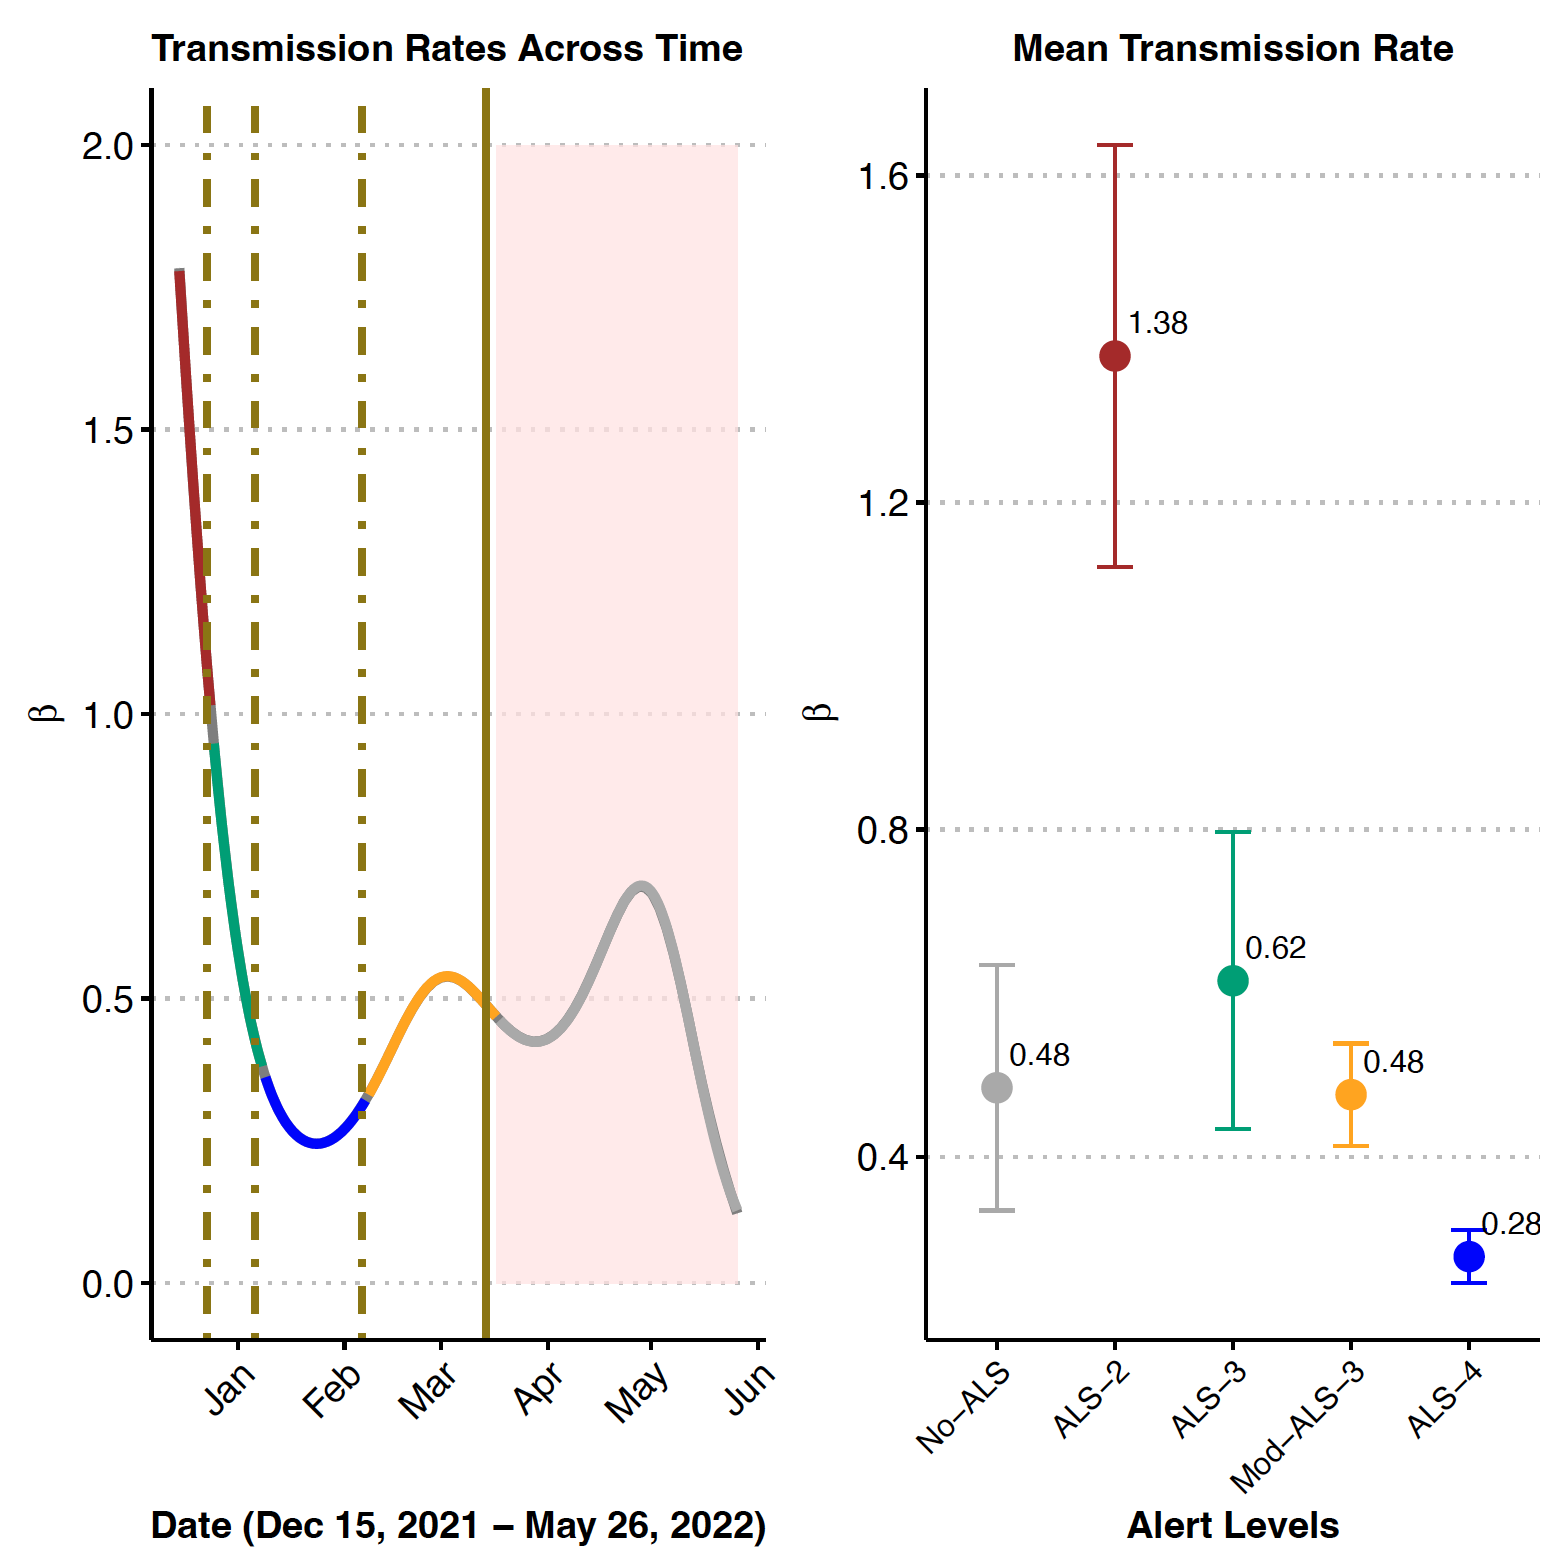 Transmission Rates Across Time
2.0
1.5
1.0
0.5
0.0
β
Jan
Feb
Mar
Apr
May
Jun
Date (Dec 15, 2021 – May 26, 2022)
Mean Transmission Rate
1.6
1.2
0.8
0.4
β
1.38
0.62
0.48
0.48
0.28
No–ALS
ALS–2
ALS–3
Mod–ALS–3
ALS–4
Alert Levels